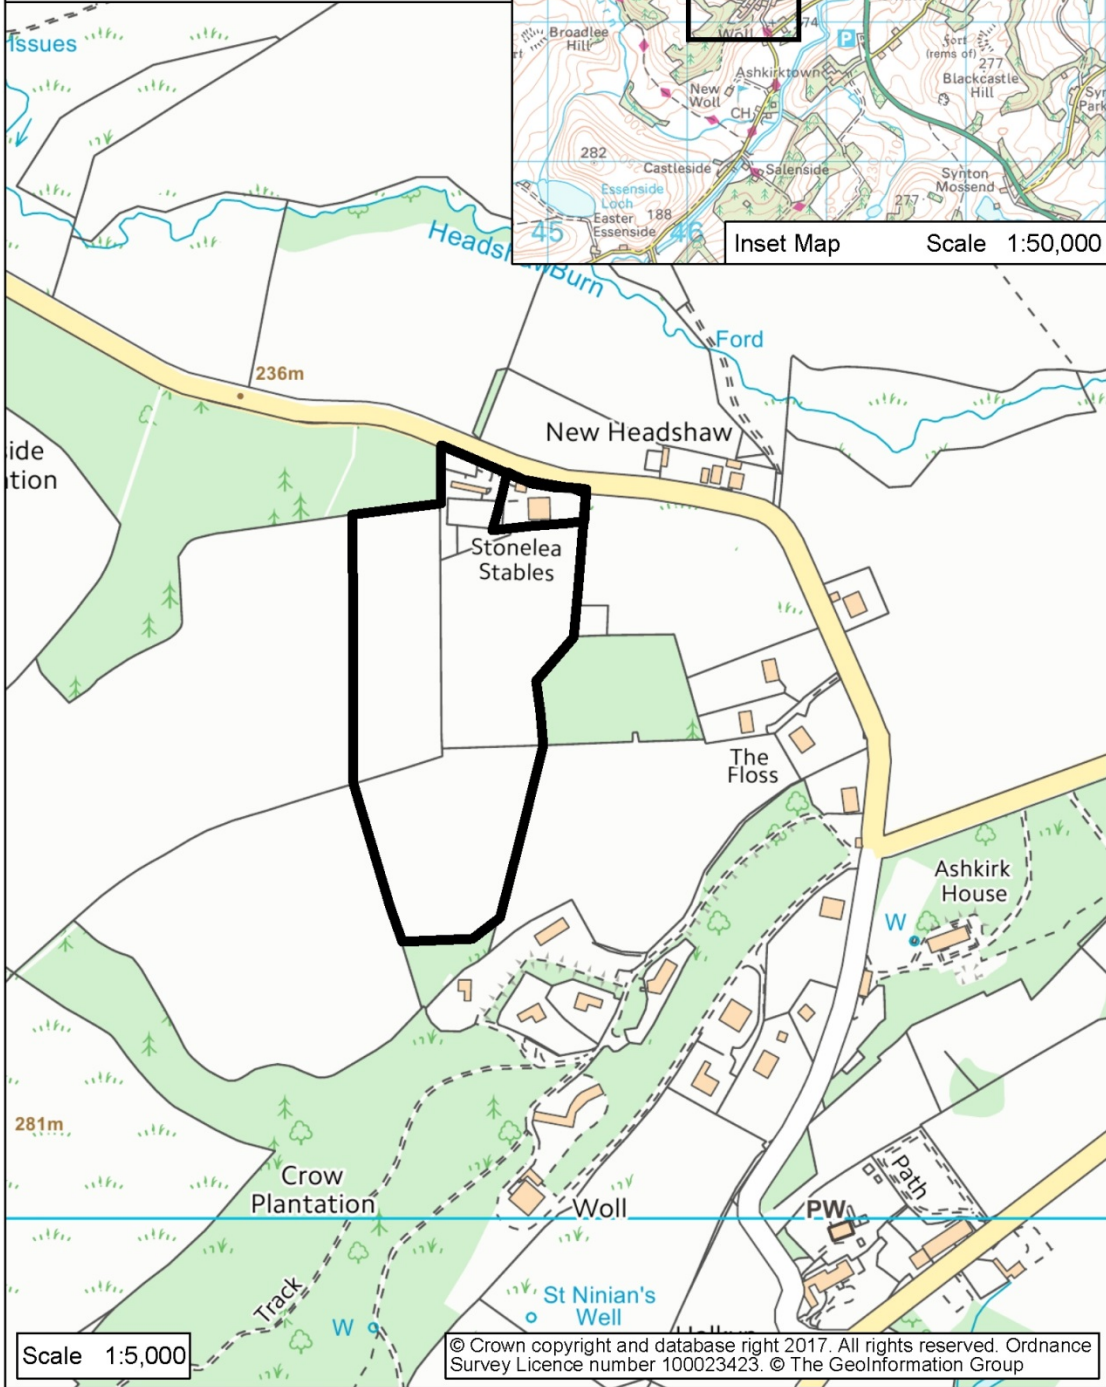 Issues
Broadlee
Hill
Woll
74
P
Fort
(rems of)
277
Blackcastle
Hill
Ashkirktown
New
Woll
CH
282
Castleside
Salenside
Synton
Mossend
Essenside
Loch
Easter
Essenside
188
277
45
46
Inset Map Scale 1:50,000
Burn
Ford
236m
New Headshaw
Stonelea
Stables
The
Floss
Ashkirk
House
W
281m
Crow
Plantation
Woll
PW
Path
Track
W
St Ninian's
Well
Scale 1:5,000
© Crown copyright and database right 2017. All rights reserved. Ordnance
Survey Licence number 100023423. © The GeoInformation Group